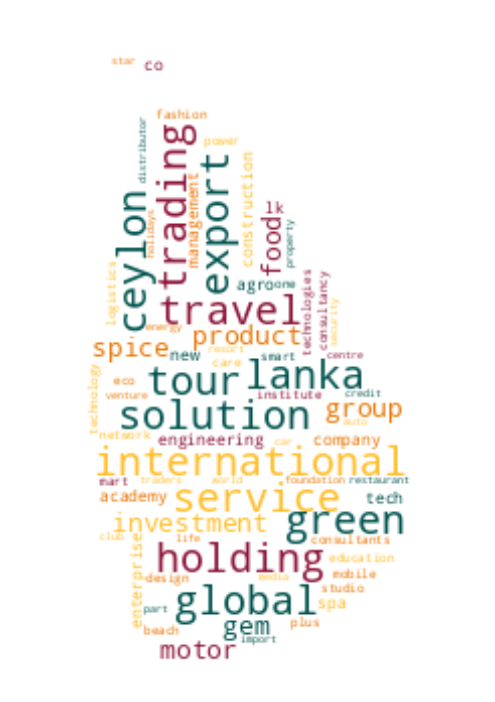 star co
fashion
distributor
trading
power
export
management
construction
ceylon
holidays
lk
food
property
agro one
logistics
travel
technologies
consultancy
security
energy
product
spice new
resort
smart centre
care
tour lanka
eco
venture
institute
credit
technology
solution
group
auto
network engineering car company
international
mart traders world foundation restaurant
academy service tech
investment green
club life consultants
enterprise
holding education
design media mobile
studio
global spa
part
gem plus
beach import
motor